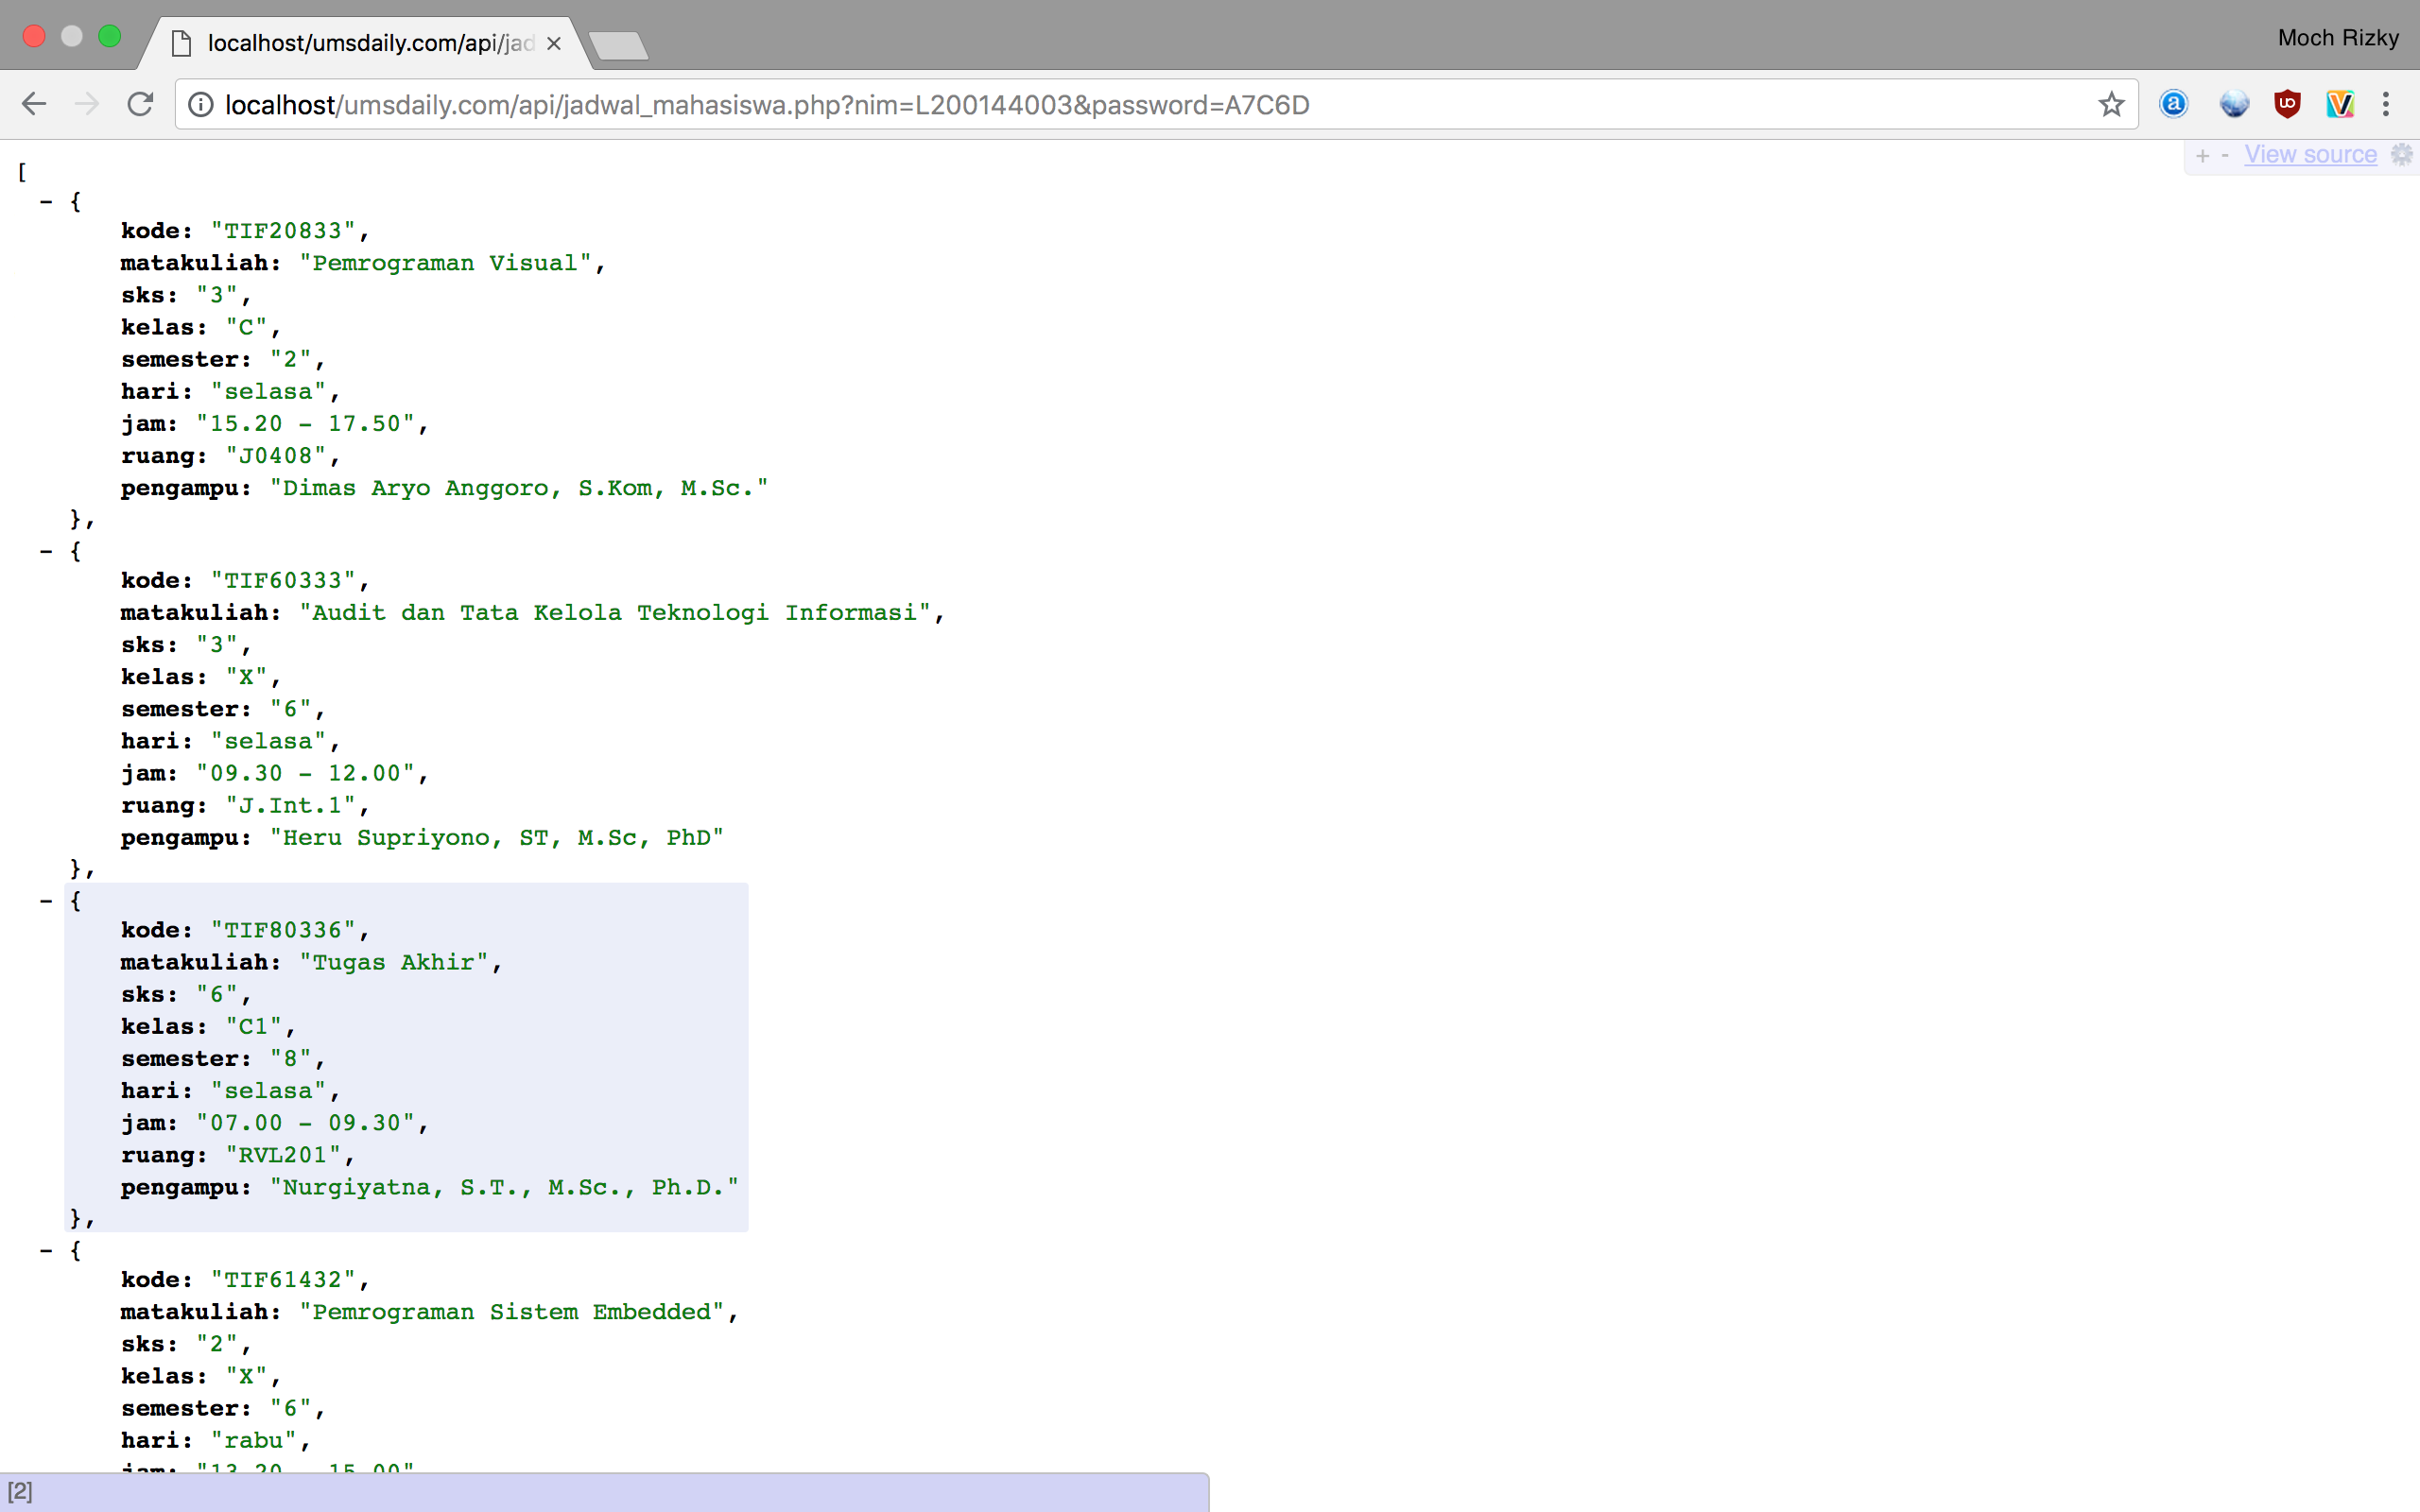 localhost/umsdaily.com/api/jad
Moch Rizky
localhost/umsdaily.com/api/jadwal_mahasiswa.php?nim=L200144003&password=A7C6D
+ - View source
[
- {
kode: "TIF20833",
matakuliah: "Pemrograman Visual",
sks: "3",
kelas: "C",
semester: "2",
hari: "selasa",
jam: "15.20 - 17.50",
ruang: "J0408",
pengampu: "Dimas Aryo Anggoro, S.Kom, M.Sc."
},
- {
kode: "TIF60333",
matakuliah: "Audit dan Tata Kelola Teknologi Informasi",
sks: "3",
kelas: "X",
semester: "6",
hari: "selasa",
jam: "09.30 - 12.00",
ruang: "J.Int.1",
pengampu: "Heru Supriyono, ST, M.Sc, PhD"
},
- {
kode: "TIF80336",
matakuliah: "Tugas Akhir",
sks: "6",
kelas: "C1",
semester: "8",
hari: "selasa",
jam: "07.00 - 09.30",
ruang: "RVL201",
pengampu: "Nurgiyatna, S.T., M.Sc., Ph.D."
},
- {
kode: "TIF61432",
matakuliah: "Pemrograman Sistem Embedded",
sks: "2",
kelas: "X",
semester: "6",
hari: "rabu",
jam: "13.20 - 15.00"
[2]